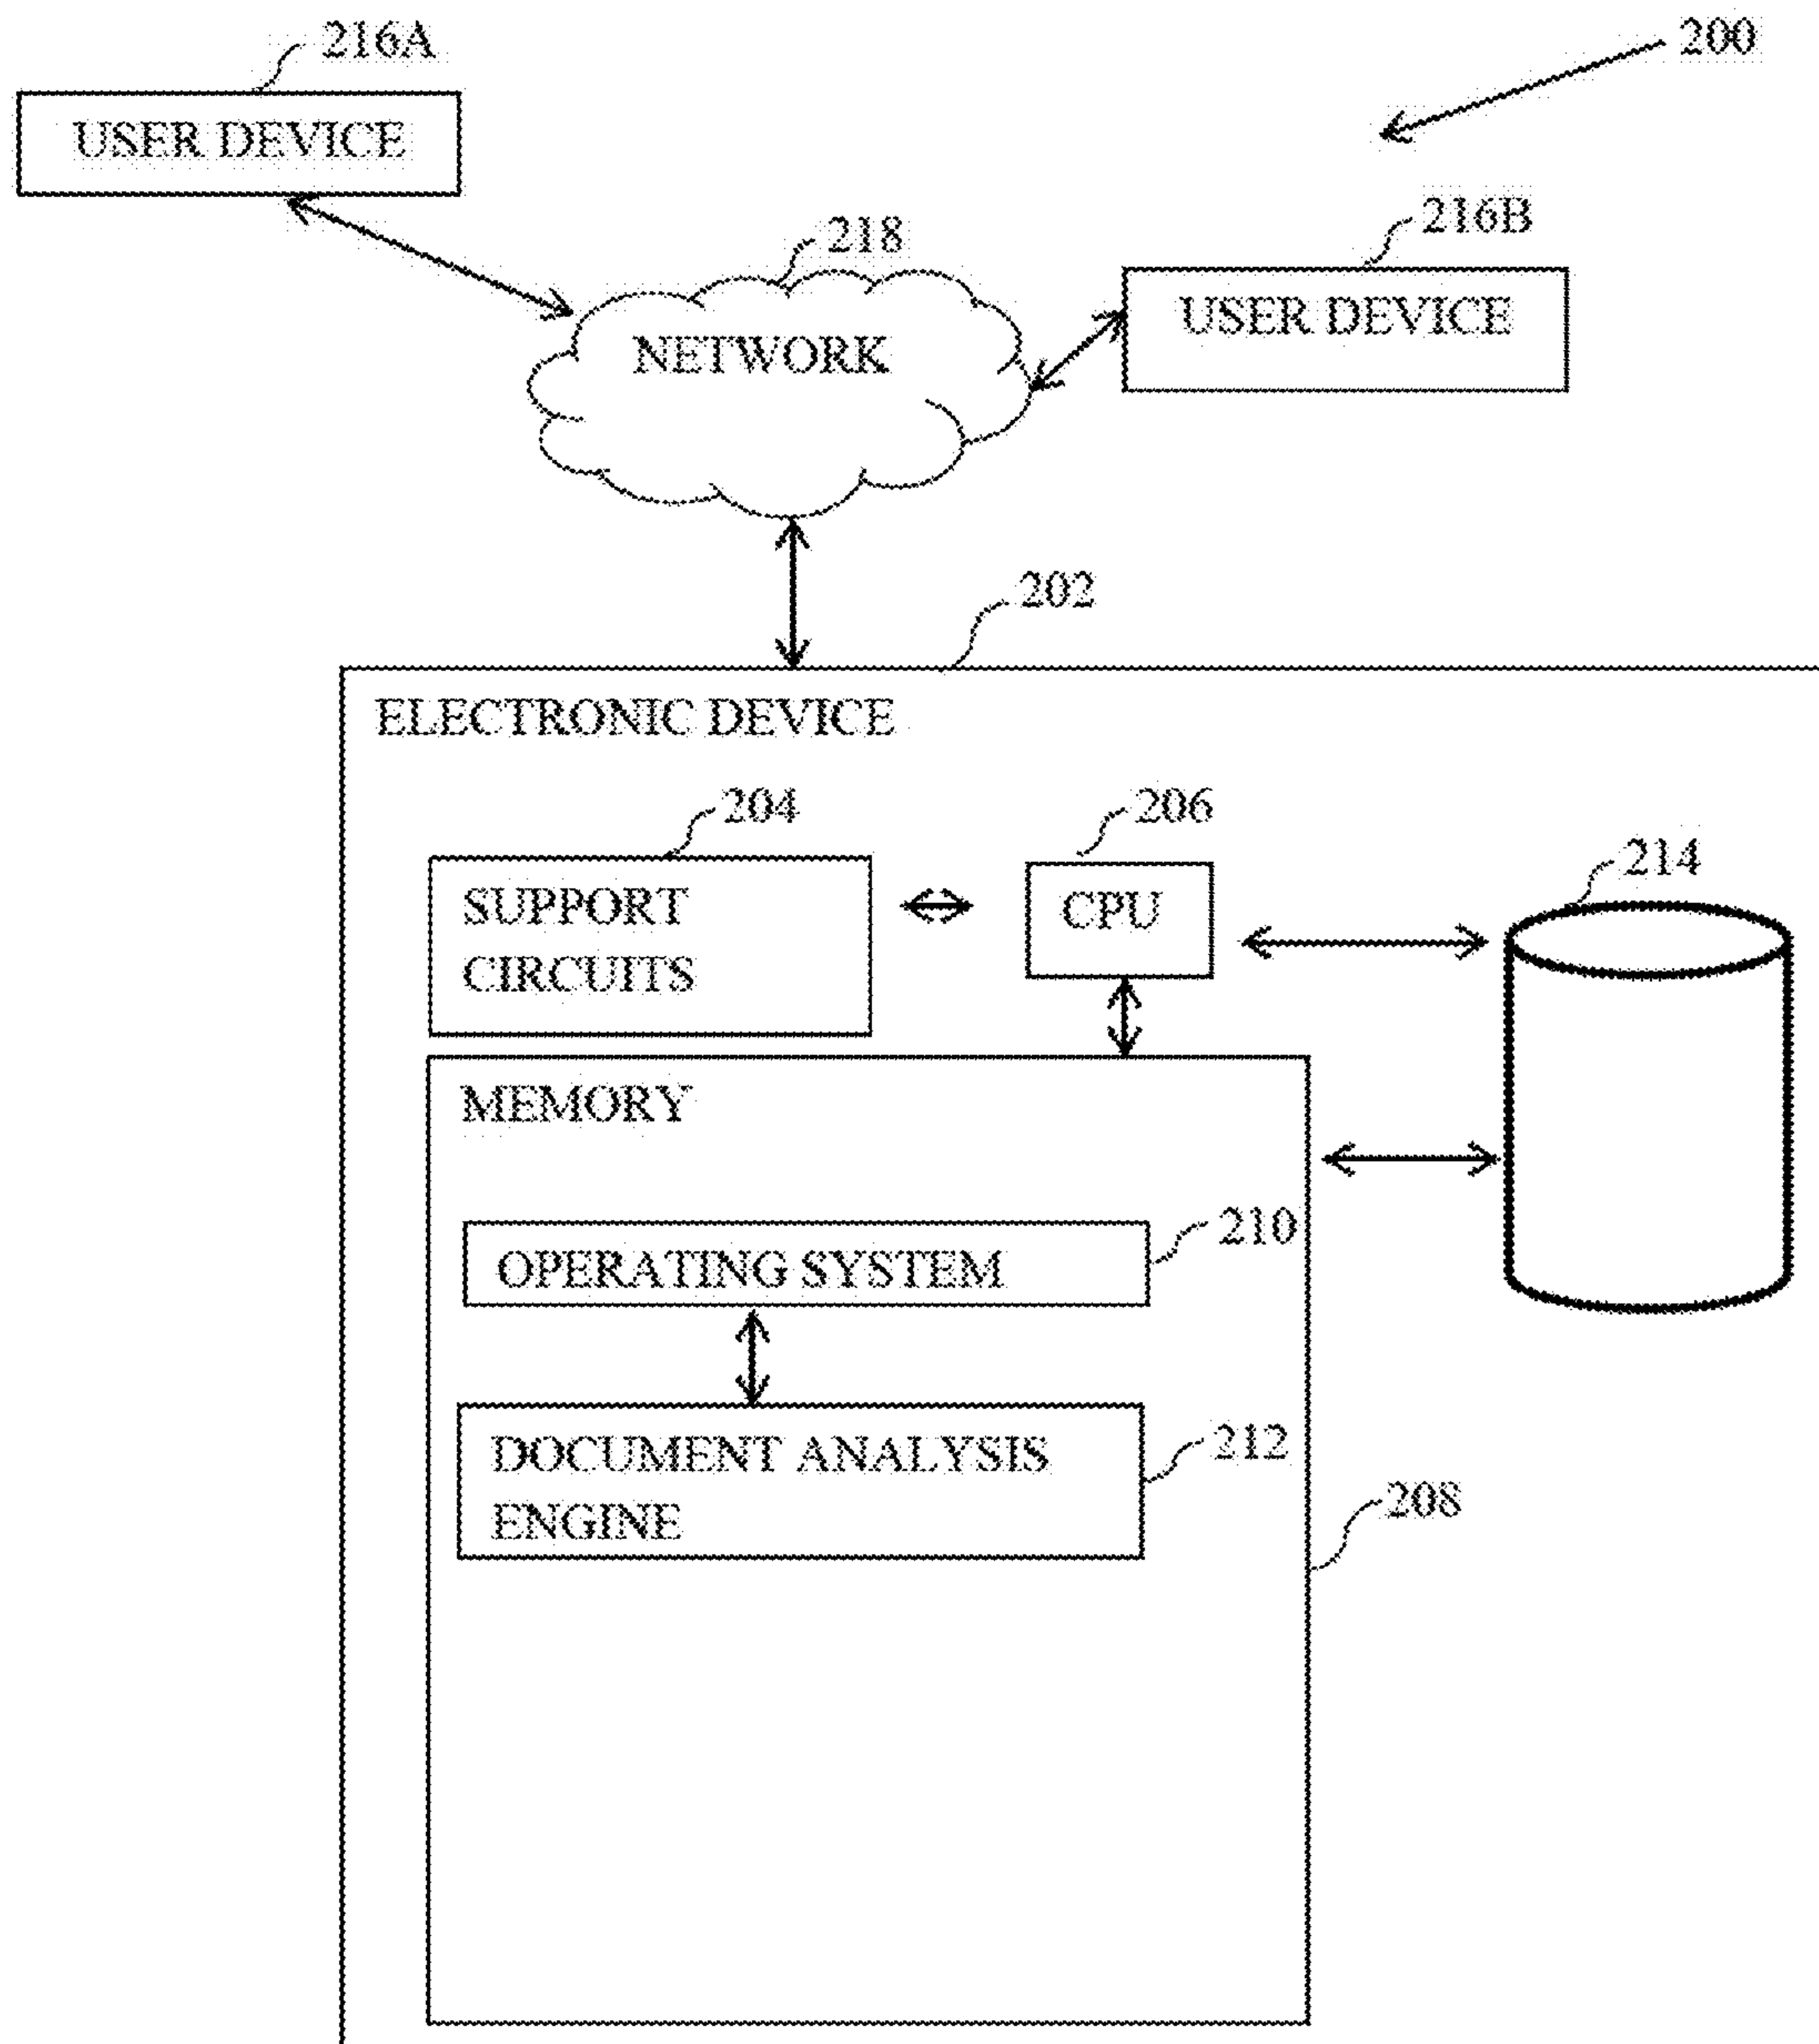 216A
200
USER DEVICE
216B
218
USER DEVICE
NETWORK
202
ELECTRONIC DEVICE
204
206
214
SUPPORT
CIRCUITS
CPU
MEMORY
210
OPERATING SYSTEM
212
DOCUMENT ANALYSIS
ENGINE
208